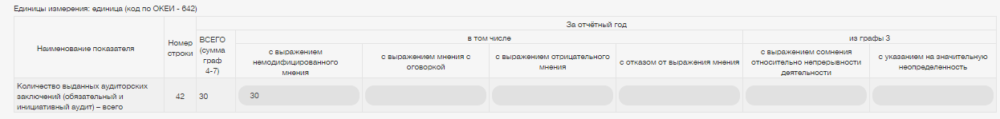 Единицы измерения: единица (код по ОКЕИ - 642)
Наименование показателя
Номер
строки
За отчётный год
ВСЕГО
(сумма
граф
4-7)
в том числе
из графы 3
с выражением
немодифицированного
мнения
с выражением мнения с
оговоркой
с выражением отрицательного
мнения
с отказом от выражения мнения
с выражением сомнения
относительно непрерывности
деятельности
с указанием на значительную
неопределенность
Количество выданных аудиторских
заключений (обязательный и
инициативный аудит) – всего
42
30
30